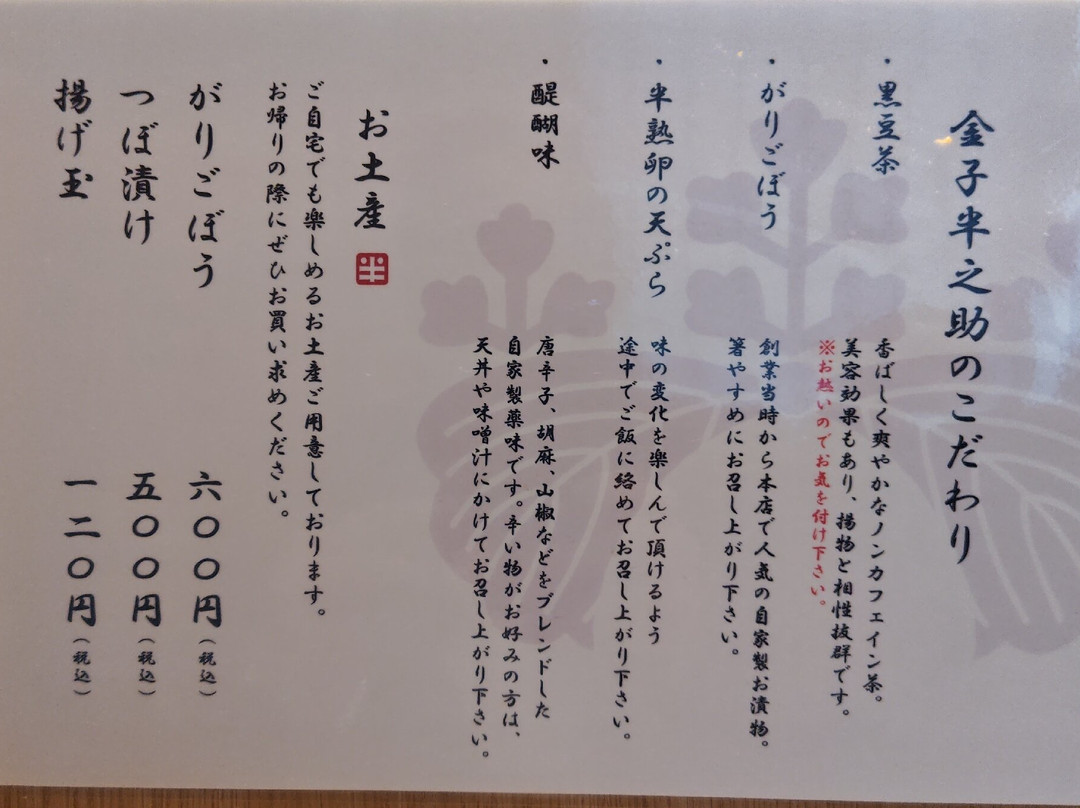 金子半之助のこだわり
・黒豆茶
香ばしく爽やかなノンカフェイン茶。
美容効果もあり、揚物と相性抜群です。
※お熱いのでお気を付け下さい。
・がりごぼう
創業当時から本店で人気の自家製お漬物。
箸やすめにお召し上がり下さい。
・半熟卵の天ぷら
味の変化を楽しんで頂けるよう
途中でご飯に絡めてお召し上がり下さい。
・醍醐味
唐辛子、胡麻、山椒などをブレンドした
自家製薬味です。辛い物がお好みの方は、
天丼や味噌汁にかけてお召し上がり下さい。
お土産 半
ご自宅でも楽しめるお土産ご用意しております。
お帰りの際にぜひお買い求めください。
がりごぼう 六〇〇円(税込)
つぼ漬け 五〇〇円(税込)
揚げ玉 一二〇円(税込)